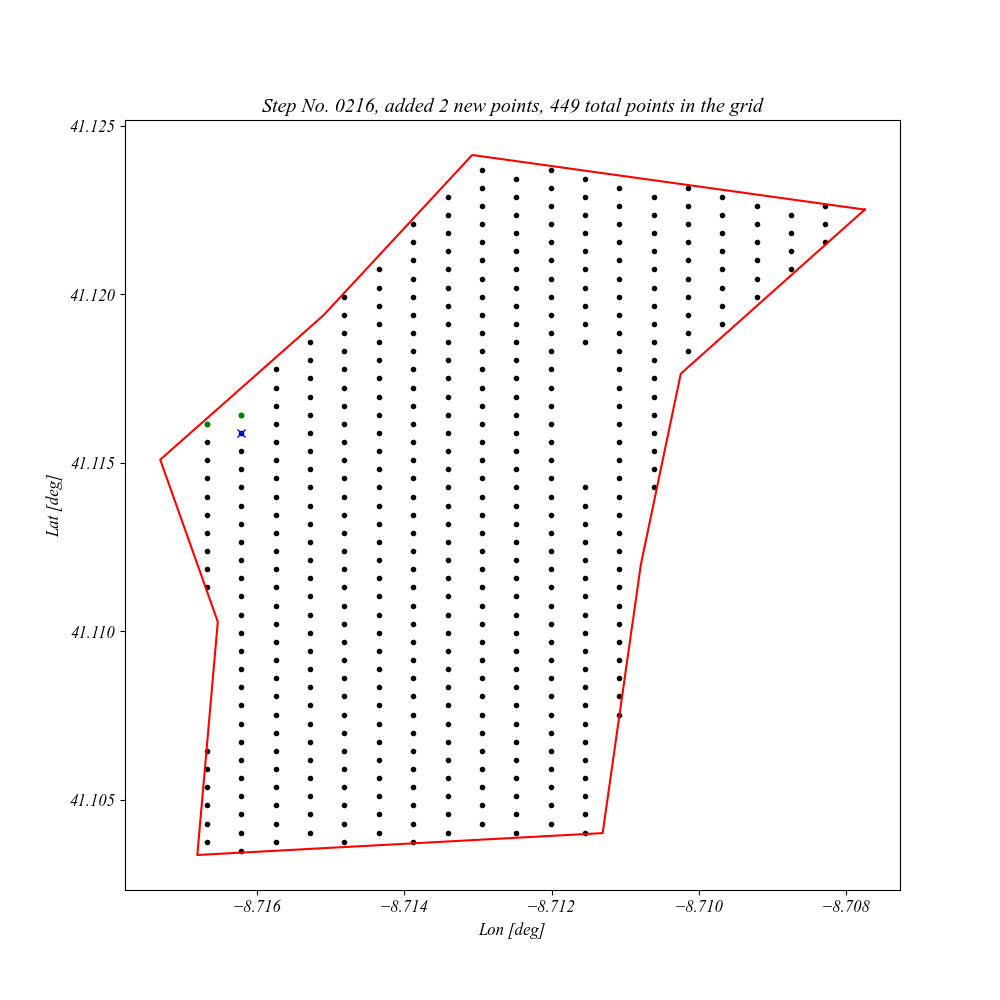 Step No. 0216, added 2 new points, 449 total points in the grid
41.125
41.120
41.115
41.110
41.105
Lat [deg]
−8.716 −8.714 −8.712 −8.710 −8.708
Lon [deg]